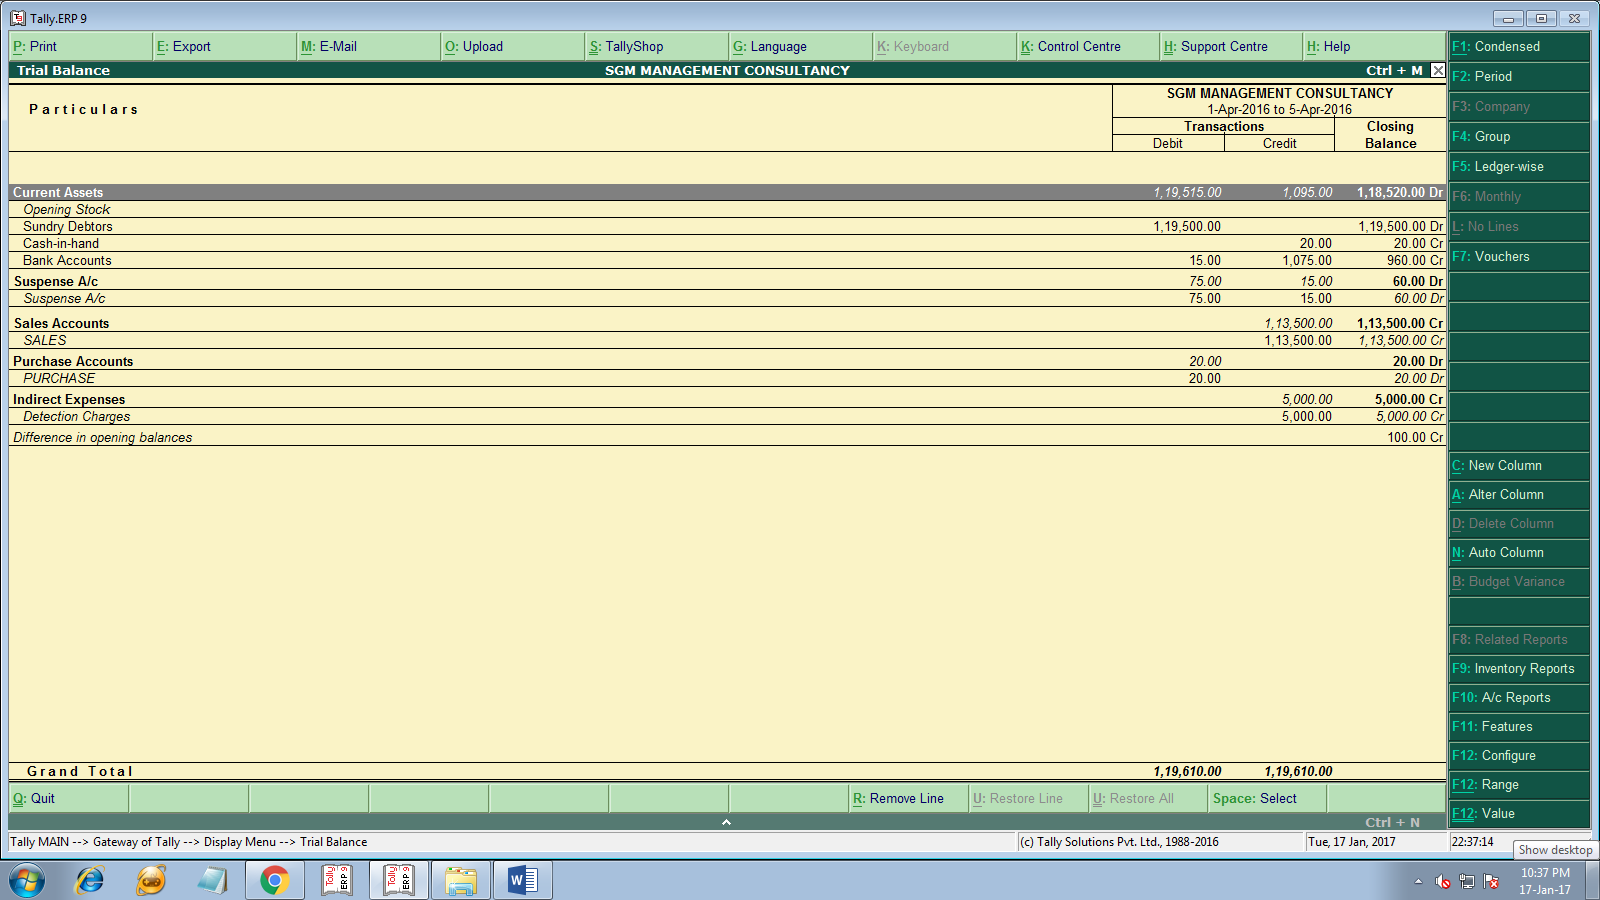 Tally.ERP 9
P: Print E: Export M: E-Mail O: Upload S: TallyShop G: Language K: Keyboard K: Control Centre H: Support Centre H: Help
Trial Balance SGM MANAGEMENT CONSULTANCY Ctrl + M
Particulars
SGM MANAGEMENT CONSULTANCY
1-Apr-2016 to 5-Apr-2016
Transactions Closing
Debit Credit Balance
Current Assets 1,19,515.00 1,095.00 1,18,520.00 Dr
Opening Stock
Sundry Debtors 1,19,500.00 1,19,500.00 Dr
Cash-in-hand 20.00 20.00 Cr
Bank Accounts 15.00 1,075.00 960.00 Cr
Suspense A/c 75.00 15.00 60.00 Dr
Suspense A/c 75.00 15.00 60.00 Dr
Sales Accounts 1,13,500.00 1,13,500.00 Cr
SALES 1,13,500.00 1,13,500.00 Cr
Purchase Accounts 20.00 20.00 Dr
PURCHASE 20.00 20.00 Dr
Indirect Expenses 5,000.00 5,000.00 Cr
Detection Charges 5,000.00 5,000.00 Cr
Difference in opening balances 100.00 Cr
Grand Total 1,19,610.00 1,19,610.00
Q: Quit R: Remove Line U: Restore Line U: Restore All Space: Select
Ctrl + N
F1: Condensed
F2: Period
F3: Company
F4: Group
F5: Ledger-wise
F6: Monthly
L: No Lines
F7: Vouchers
C: New Column
A: Alter Column
D: Delete Column
N: Auto Column
B: Budget Variance
F8: Related Reports
F9: Inventory Reports
F10: A/c Reports
F11: Features
F12: Configure
F12: Range
F12: Value
Tally MAIN --> Gateway of Tally --> Display Menu --> Trial Balance (c) Tally Solutions Pvt. Ltd., 1988-2016 Tue, 17 Jan, 2017 22:37:14
Show desktop
Tally ERP 9 Tally ERP 9 W
10:37 PM
17-Jan-17